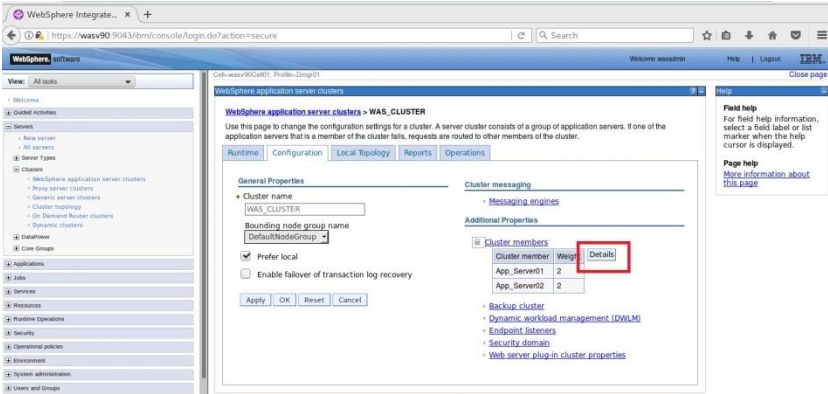 WebSphere Integrate... × +
https://wasv90:9043/ibm/console/login.do?action=secure
Search
WebSphere. software
Welcome wasadmin
Help | Logout
IBM.
Cell=wasv90Cell01, Profile=Dmgr01
Close page
View: All tasks
Welcome
Guided Activities
Servers
New server
All servers
Server Types
Clusters
WebSphere application server clusters
Proxy server clusters
Generic server clusters
Cluster topology
On Demand Router clusters
Dynamic clusters
DataPower
Core Groups
Applications
Jobs
Services
Resources
Runtime Operations
Security
Operational policies
Environment
System administration
Users and Groups
WebSphere application server clusters
WebSphere application server clusters > WAS_CLUSTER
Use this page to change the configuration settings for a cluster. A server cluster consists of a group of application servers. If one of the
application servers that is a member of the cluster fails, requests are routed to other members of the cluster.
Runtime Configuration Local Topology Reports Operations
General Properties
Cluster name
WAS_CLUSTER
Bounding node group name
DefaultNodeGroup
Prefer local
Enable failover of transaction log recovery
Apply OK Reset Cancel
Cluster messaging
Messaging engines
Additional Properties
Cluster members
Cluster member Weight Details
App_Server01 2
App_Server02 2
Backup cluster
Dynamic workload management (DWLM)
Endpoint listeners
Security domain
Web server plug-in cluster properties
Help
Field help
For field help information,
select a field label or list
marker when the help
cursor is displayed.
Page help
More information about
this page